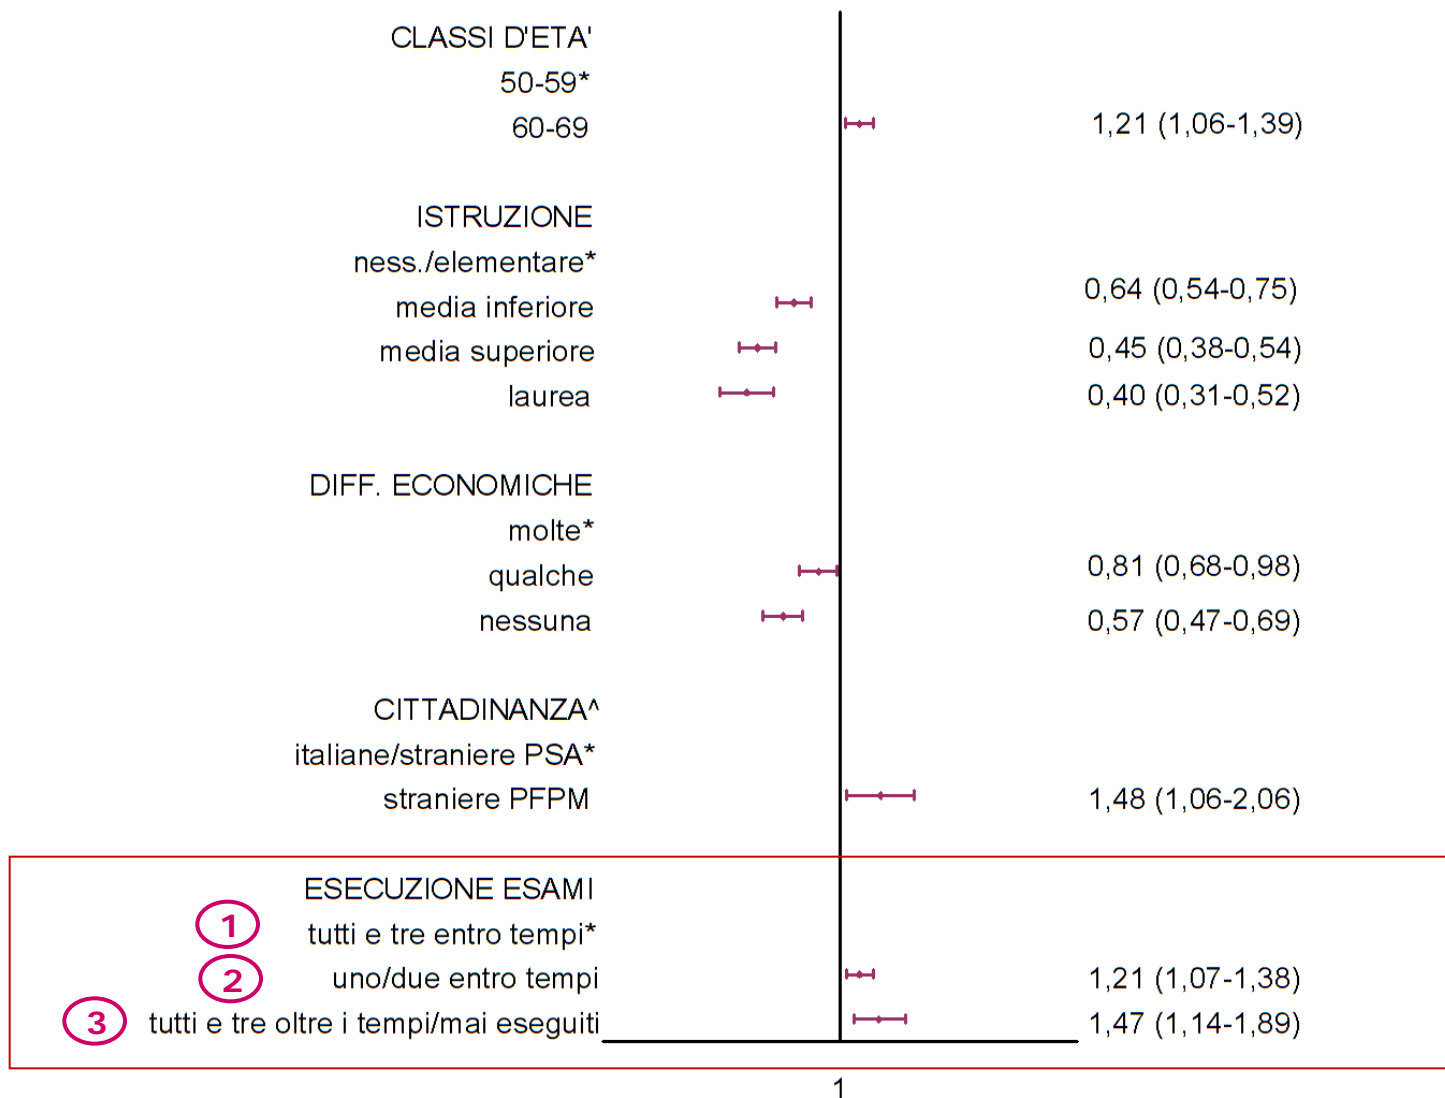 CLASSI D'ETA'
50-59*
60-69 1,21 (1,06-1,39)
ISTRUZIONE
ness./elementare*
media inferiore 0,64 (0,54-0,75)
media superiore 0,45 (0,38-0,54)
laurea 0,40 (0,31-0,52)
DIFF. ECONOMICHE
molte*
qualche 0,81 (0,68-0,98)
nessuna 0,57 (0,47-0,69)
CITTADINANZA^
italiane/straniere PSA*
straniere PFPM 1,48 (1,06-2,06)
ESECUZIONE ESAMI
1 tutti e tre entro tempi*
2 uno/due entro tempi 1,21 (1,07-1,38)
3 tutti e tre oltre i tempi/mai eseguiti 1,47 (1,14-1,89)
1